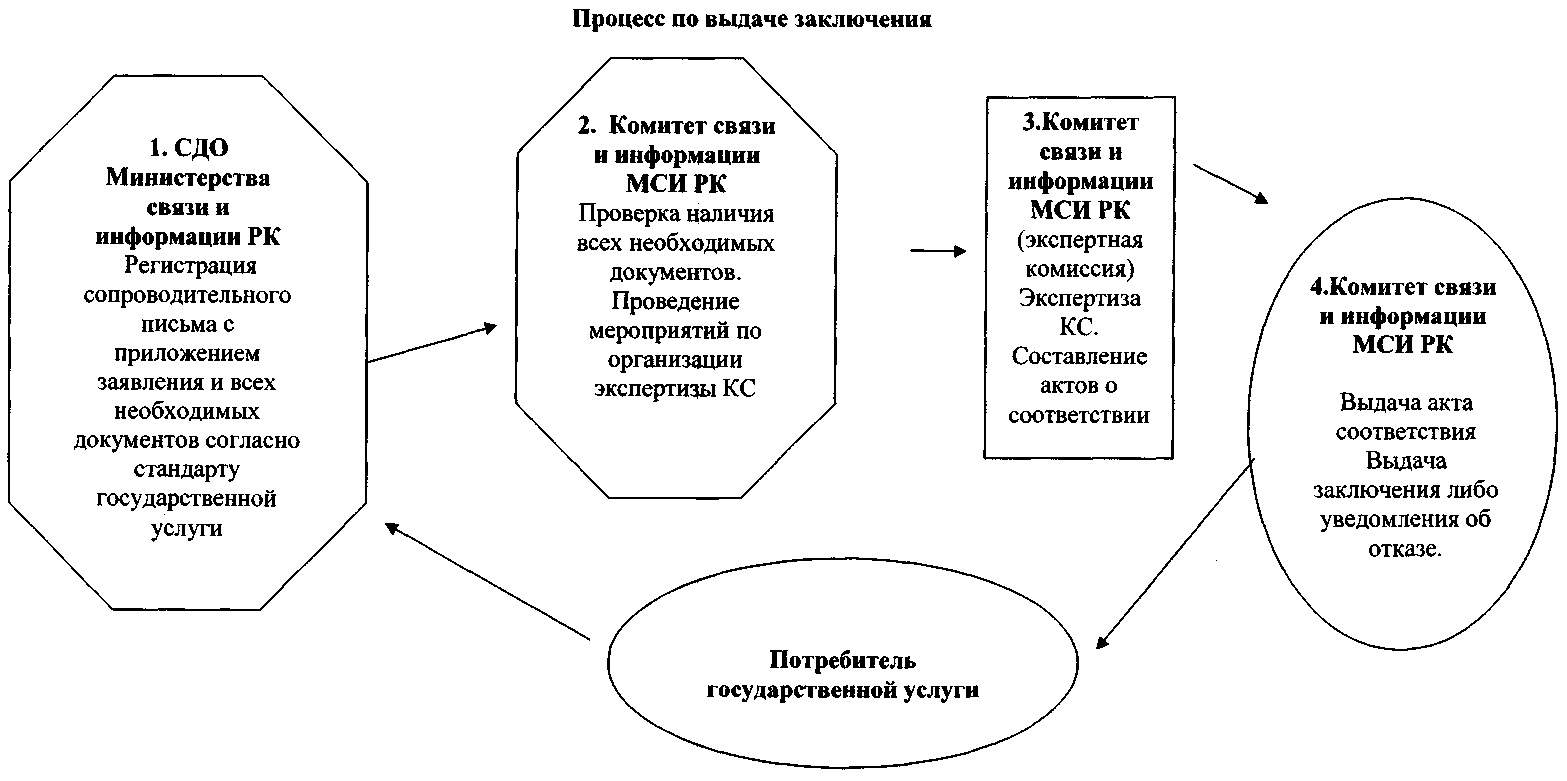 Процесс по выдаче заключения
1. СДО
Министерства
связи и
информации РК
Регистрация
сопроводительного
письма с
приложением
заявления и всех
необходимых
документов согласно
стандарту
государственной
услуги
2. Комитет связи
и информации
МСИ РК
Проверка наличия
всех необходимых
документов.
Проведение
мероприятий по
организации
экспертизы КС
3.Комитет
связи и
информации
МСИ РК
(экспертная
комиссия)
Экспертиза
КС.
Составление
актов о
соответствии
4.Комитет связи
и информации
МСИ РК
Выдача акта
соответствия
Выдача
заключения либо
уведомления об
отказе.
Потребитель
государственной услуги